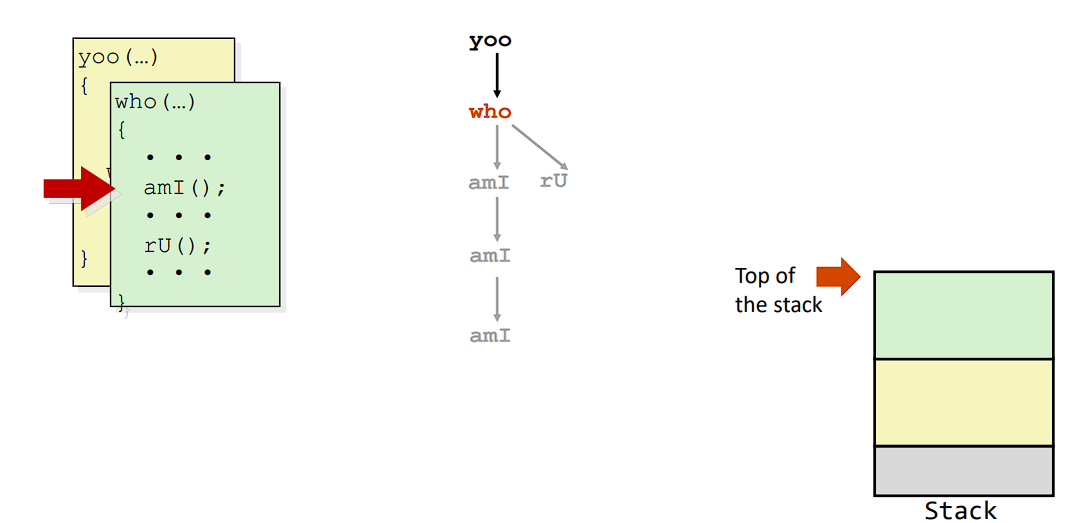 yoo(…)
{
}
who(…)
{
• • •
amI();
• • •
rU();
• • •
}
yoo
who
amI rU
amI
amI
Top of
the stack
Stack